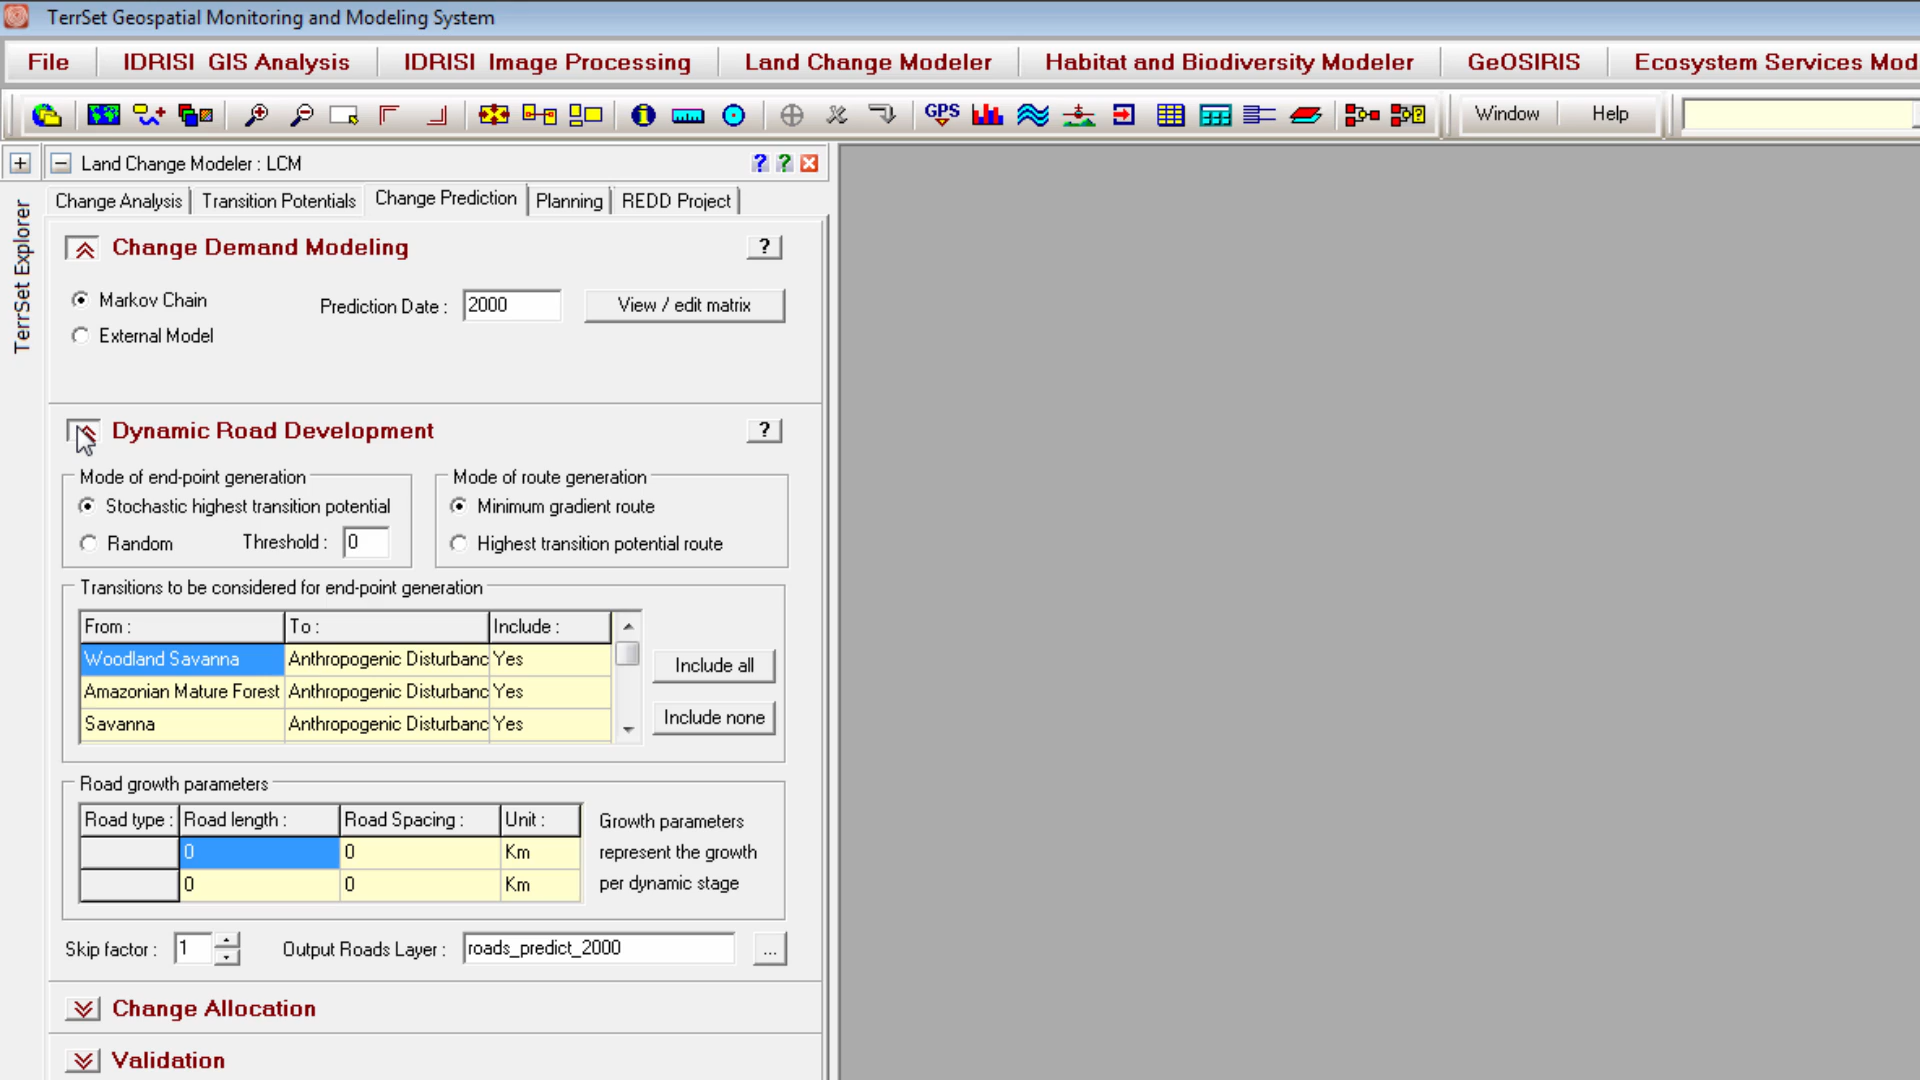 TerrSet Geospatial Monitoring and Modeling System
File IDRISI GIS Analysis IDRISI Image Processing Land Change Modeler Habitat and Biodiversity Modeler GeOSIRIS Ecosystem Services Mod
GPS Window Help
Land Change Modeler : LCM ? ?
TerrSet Explorer
Change Analysis Transition Potentials Change Prediction Planning REDD Project
Change Demand Modeling ?
Markov Chain Prediction Date : 2000 View / edit matrix
External Model
Dynamic Road Development ?
Mode of end-point generation Mode of route generation
Stochastic highest transition potential Minimum gradient route
Random Threshold : 0 Highest transition potential route
Transitions to be considered for end-point generation
From : To : Include :
Woodland Savanna Anthropogenic Disturbanc Yes Include all
Amazonian Mature Forest Anthropogenic Disturbanc Yes
Savanna Anthropogenic Disturbanc Yes Include none
Road growth parameters
Road type : Road length : Road Spacing : Unit : Growth parameters
0 0 Km represent the growth
0 0 Km per dynamic stage
Skip factor : 1 Output Roads Layer : roads_predict_2000 ...
Change Allocation
Validation